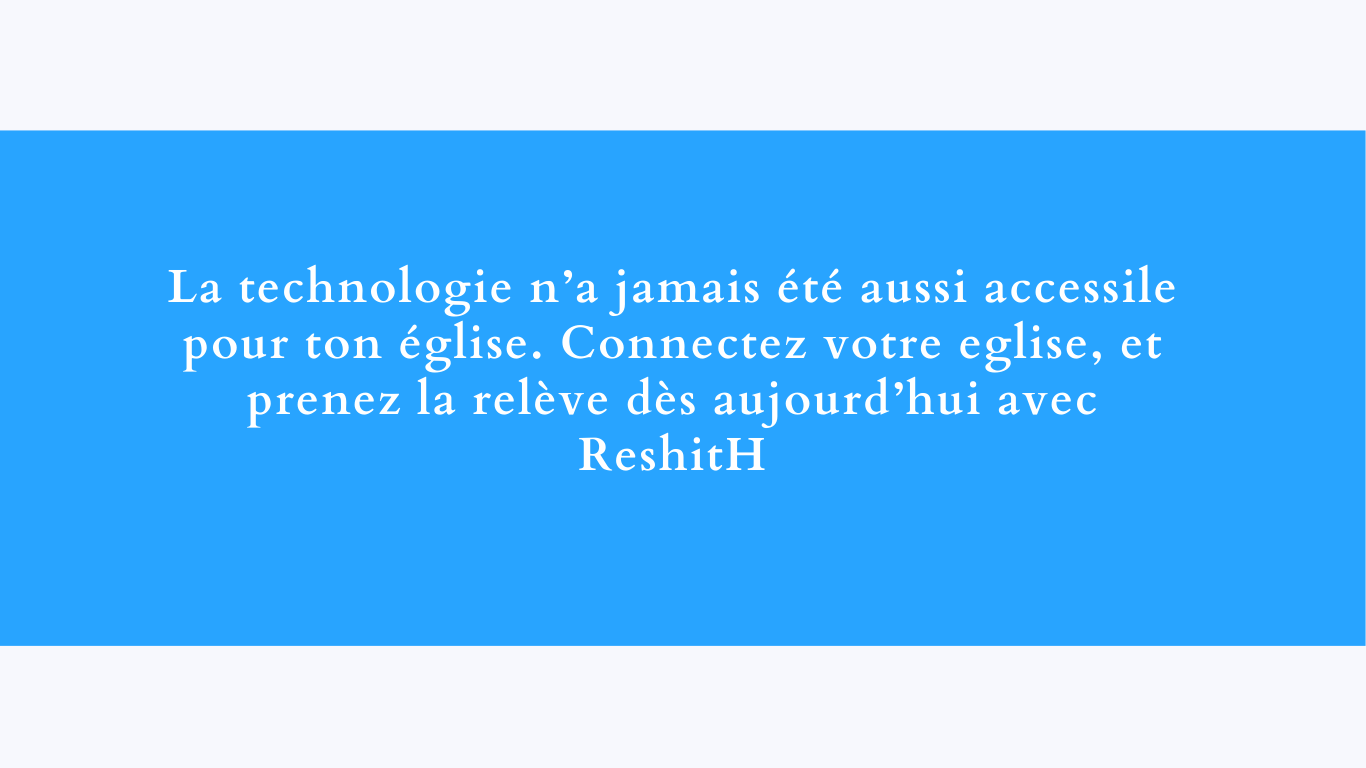 La technologie n’a jamais été aussi accessile
pour ton église. Connectez votre eglise, et
prenez la relève dès aujourd’hui avec
ReshitH